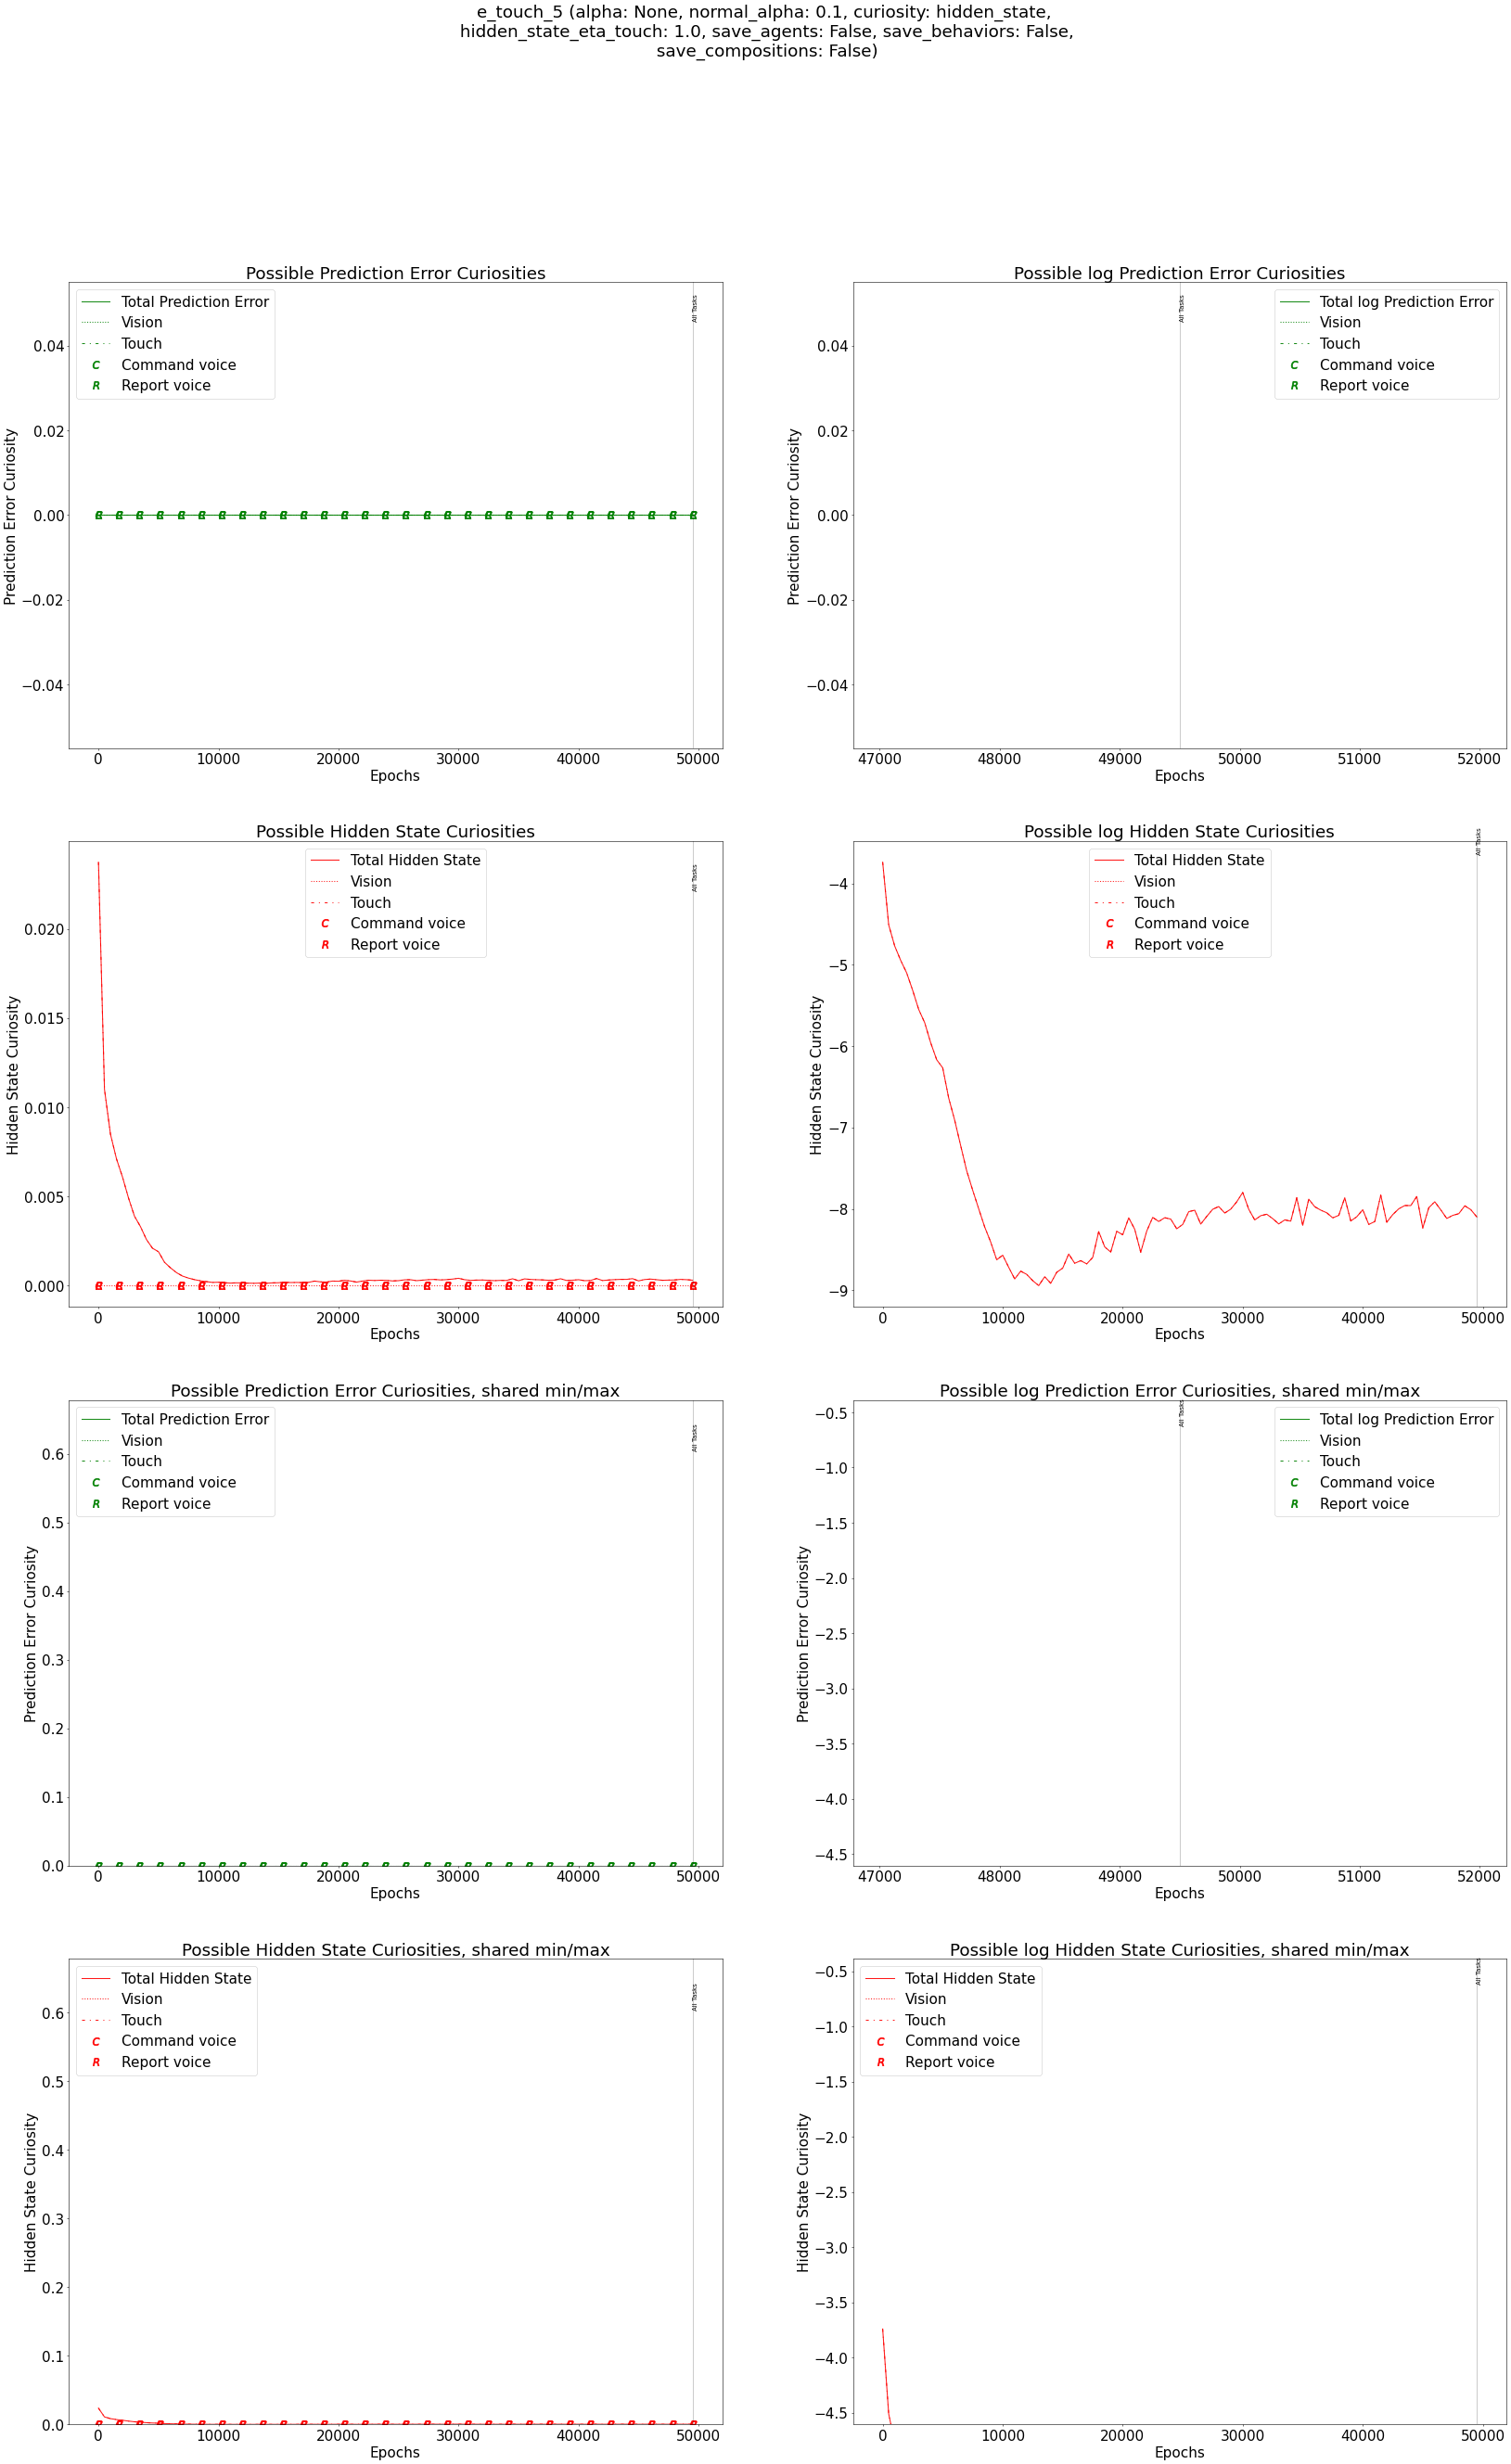 e_touch_5 (alpha: None, normal_alpha: 0.1, curiosity: hidden_state,
hidden_state_eta_touch: 1.0, save_agents: False, save_behaviors: False,
save_compositions: False)
Possible Prediction Error Curiosities
Prediction Error Curiosity
0.04
0.02
0.00
−0.02
−0.04
Total Prediction Error
Vision
Touch
C Command voice
R Report voice
All Tasks
0 10000 20000 30000 40000 50000
Epochs
Possible log Prediction Error Curiosities
Prediction Error Curiosity
0.04
0.02
0.00
−0.02
−0.04
All Tasks
Total log Prediction Error
Vision
Touch
C Command voice
R Report voice
47000 48000 49000 50000 51000 52000
Epochs
Possible Hidden State Curiosities
Hidden State Curiosity
0.020
0.015
0.010
0.005
0.000
Total Hidden State
Vision
Touch
C Command voice
R Report voice
All Tasks
0 10000 20000 30000 40000 50000
Epochs
Possible log Hidden State Curiosities
Hidden State Curiosity
−4
−5
−6
−7
−8
−9
Total Hidden State
Vision
Touch
C Command voice
R Report voice
All Tasks
0 10000 20000 30000 40000 50000
Epochs
Possible Prediction Error Curiosities, shared min/max
Prediction Error Curiosity
0.6
0.5
0.4
0.3
0.2
0.1
0.0
Total Prediction Error
Vision
Touch
C Command voice
R Report voice
All Tasks
0 10000 20000 30000 40000 50000
Epochs
Possible log Prediction Error Curiosities, shared min/max
Prediction Error Curiosity
−0.5
−1.0
−1.5
−2.0
−2.5
−3.0
−3.5
−4.0
−4.5
All Tasks
Total log Prediction Error
Vision
Touch
C Command voice
R Report voice
47000 48000 49000 50000 51000 52000
Epochs
Possible Hidden State Curiosities, shared min/max
Hidden State Curiosity
0.6
0.5
0.4
0.3
0.2
0.1
0.0
Total Hidden State
Vision
Touch
C Command voice
R Report voice
All Tasks
0 10000 20000 30000 40000 50000
Epochs
Possible log Hidden State Curiosities, shared min/max
Hidden State Curiosity
−0.5
−1.0
−1.5
−2.0
−2.5
−3.0
−3.5
−4.0
−4.5
Total Hidden State
Vision
Touch
C Command voice
R Report voice
All Tasks
0 10000 20000 30000 40000 50000
Epochs